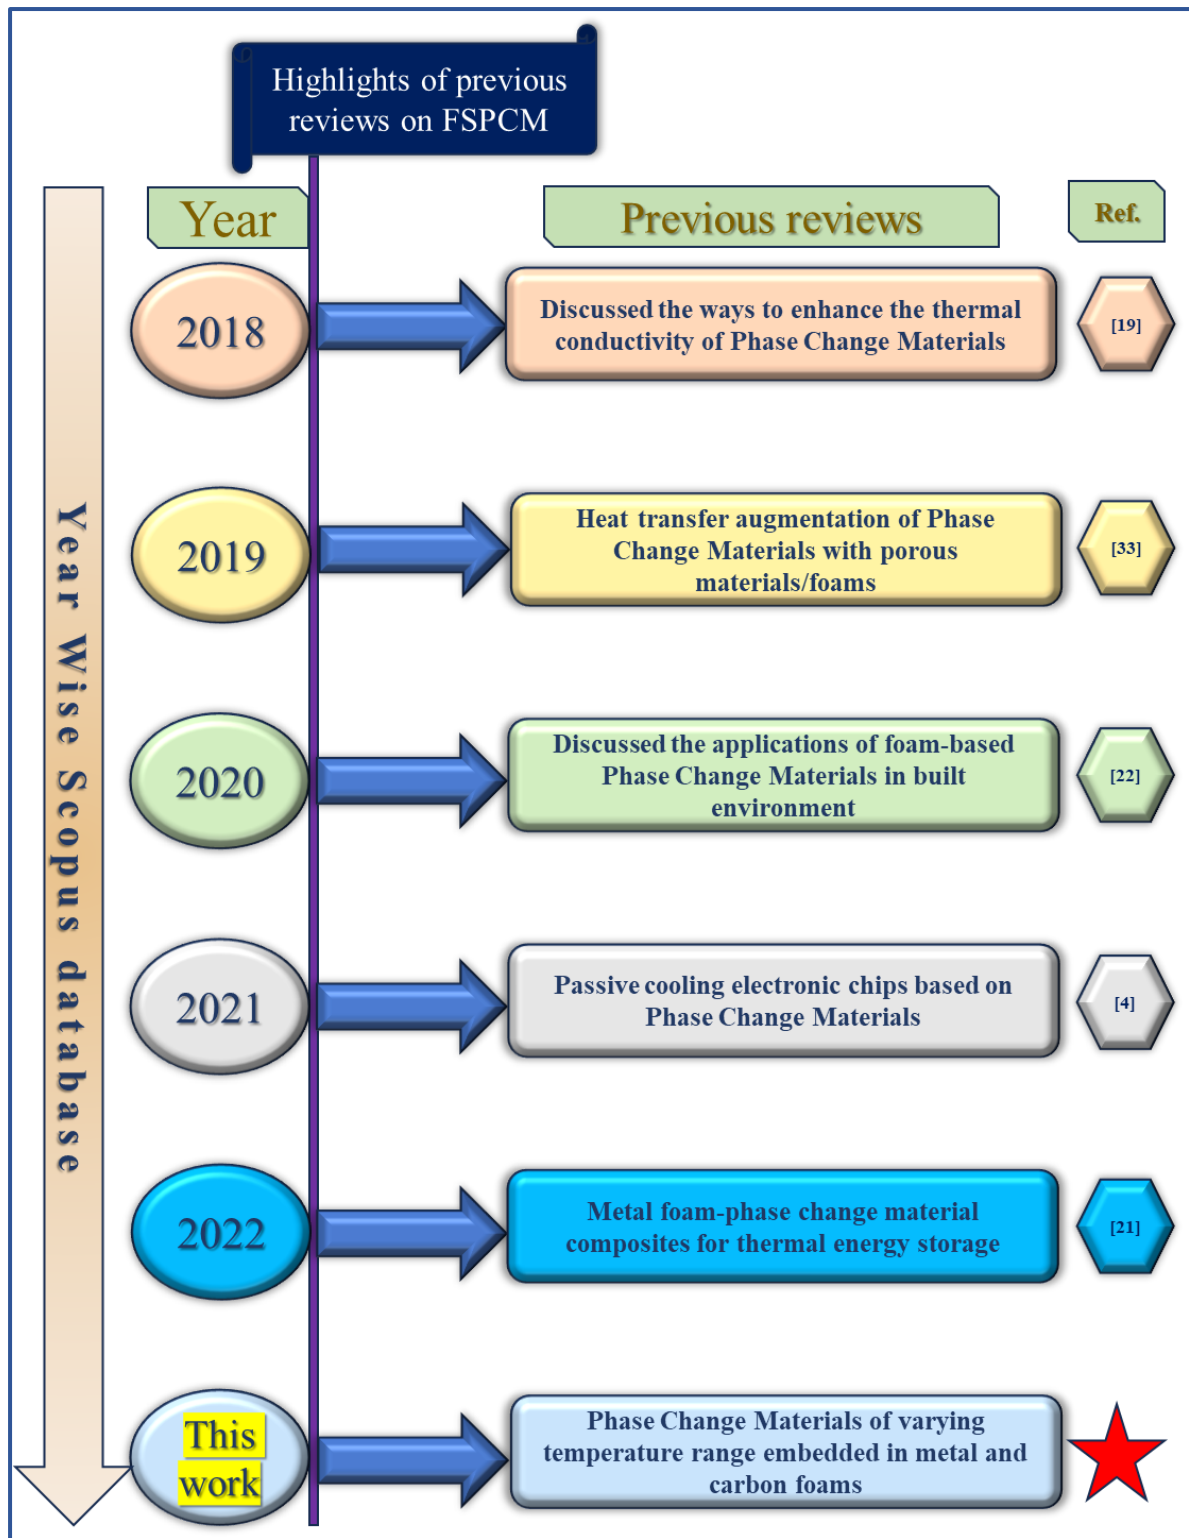 Highlights of previous
reviews on FSPCM
Year
Previous reviews
Ref.
Year Wise Scopus database
2018
Discussed the ways to enhance the thermal
conductivity of Phase Change Materials
[19]
2019
Heat transfer augmentation of Phase
Change Materials with porous
materials/foams
[33]
2020
Discussed the applications of foam-based
Phase Change Materials in built
environment
[22]
2021
Passive cooling electronic chips based on
Phase Change Materials
[4]
2022
Metal foam-phase change material
composites for thermal energy storage
[21]
This
work
Phase Change Materials of varying
temperature range embedded in metal and
carbon foams